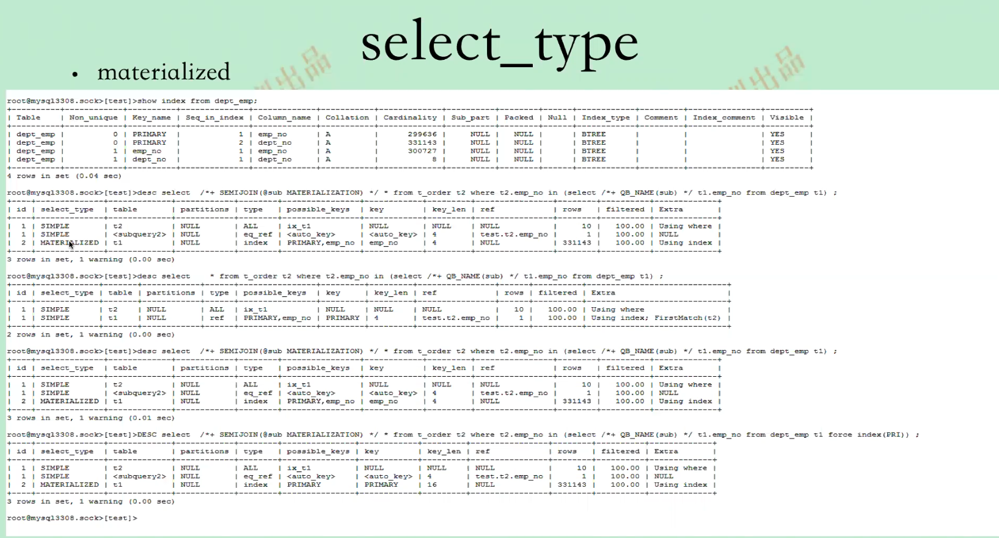 select_type
• materialized
出品
出品
root@mysql3308.sock>[test]>show index from dept_emp;
| Table | Non_unique | Key_name | Seq_in_index | Column_name | Collation | Cardinality | Sub_part | Packed | Null | Index_type | Comment | Index_comment | Visible |
| dept_emp | 0 | PRIMARY | 1 | emp_no | A | 299636 | NULL | NULL | | BTREE | | | YES |
| dept_emp | 0 | PRIMARY | 2 | dept_no | A | 331143 | NULL | NULL | | BTREE | | | YES |
| dept_emp | 1 | emp_no | 1 | emp_no | A | 300727 | NULL | NULL | | BTREE | | | YES |
| dept_emp | 1 | dept_no | 1 | dept_no | A | 8 | NULL | NULL | | BTREE | | | YES |
4 rows in set (0.04 sec)
root@mysql3308.sock>[test]>desc select /*+ SEMIJOIN(@sub MATERIALIZATION) */ * from t_order t2 where t2.emp_no in (select /*+ QB_NAME(sub) */ t1.emp_no from dept_emp t1) ;
| id | select_type | table | partitions | type | possible_keys | key | key_len | ref | rows | filtered | Extra |
| 1 | SIMPLE | t2 | NULL | ALL | ix_t1 | NULL | NULL | NULL | 10 | 100.00 | Using where |
| 1 | SIMPLE | <subquery2> | NULL | eq_ref | <auto_key> | <auto_key> | 4 | test.t2.emp_no | 1 | 100.00 | NULL |
| 2 | MATERIALIZED | t1 | NULL | index | PRIMARY,emp_no | emp_no | 4 | NULL | 331143 | 100.00 | Using index |
3 rows in set, 1 warning (0.00 sec)
root@mysql3308.sock>[test]>desc select * from t_order t2 where t2.emp_no in (select /*+ QB_NAME(sub) */ t1.emp_no from dept_emp t1) ;
| id | select_type | table | partitions | type | possible_keys | key | key_len | ref | rows | filtered | Extra |
| 1 | SIMPLE | t2 | NULL | ALL | ix_t1 | NULL | NULL | NULL | 10 | 100.00 | Using where |
| 1 | SIMPLE | t1 | NULL | ref | PRIMARY,emp_no | PRIMARY | 4 | test.t2.emp_no | 1 | 100.00 | Using index; FirstMatch(t2) |
2 rows in set, 1 warning (0.00 sec)
root@mysql3308.sock>[test]>desc select /*+ SEMIJOIN(@sub MATERIALIZATION) */ * from t_order t2 where t2.emp_no in (select /*+ QB_NAME(sub) */ t1.emp_no from dept_emp t1) ;
| id | select_type | table | partitions | type | possible_keys | key | key_len | ref | rows | filtered | Extra |
| 1 | SIMPLE | t2 | NULL | ALL | ix_t1 | NULL | NULL | NULL | 10 | 100.00 | Using where |
| 1 | SIMPLE | <subquery2> | NULL | eq_ref | <auto_key> | <auto_key> | 4 | test.t2.emp_no | 1 | 100.00 | NULL |
| 2 | MATERIALIZED | t1 | NULL | index | PRIMARY,emp_no | emp_no | 4 | NULL | 331143 | 100.00 | Using index |
3 rows in set, 1 warning (0.01 sec)
root@mysql3308.sock>[test]>DESC select /*+ SEMIJOIN(@sub MATERIALIZATION) */ * from t_order t2 where t2.emp_no in (select /*+ QB_NAME(sub) */ t1.emp_no from dept_emp t1 force index(PRI)) ;
| id | select_type | table | partitions | type | possible_keys | key | key_len | ref | rows | filtered | Extra |
| 1 | SIMPLE | t2 | NULL | ALL | ix_t1 | NULL | NULL | NULL | 10 | 100.00 | Using where |
| 1 | SIMPLE | <subquery2> | NULL | eq_ref | <auto_key> | <auto_key> | 4 | test.t2.emp_no | 1 | 100.00 | NULL |
| 2 | MATERIALIZED | t1 | NULL | index | PRIMARY | PRIMARY | 16 | NULL | 331143 | 100.00 | Using index |
3 rows in set, 1 warning (0.00 sec)
root@mysql3308.sock>[test]>